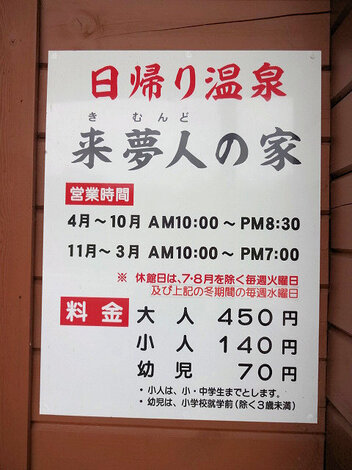 日帰り温泉
きむんど
来夢人の家
営業時間
4月～10月 AM10:00～PM8:30
11月～3月 AM10:00～PM7:00
※ 休館日は、7・8月を除く毎週火曜日
及び上記の冬期間の毎週水曜日
料金 大人 450円
小人 140円
幼児 70円
・小人は、小・中学生までとします。
・幼児は、小学校就学前(除く3歳未満)